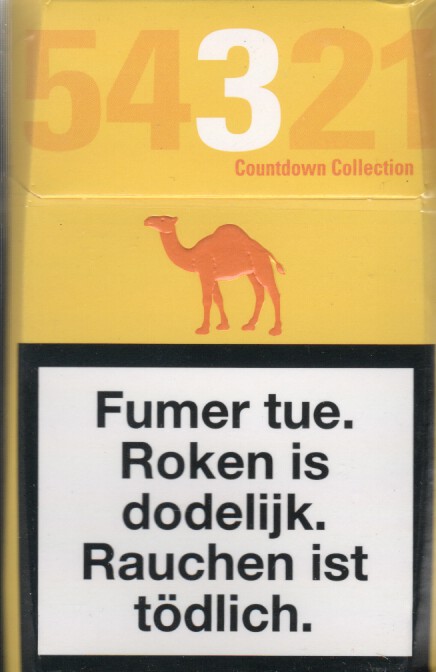 54321
Countdown Collection
Fumer tue.
Roken is
dodelijk.
Rauchen ist
tödlich.